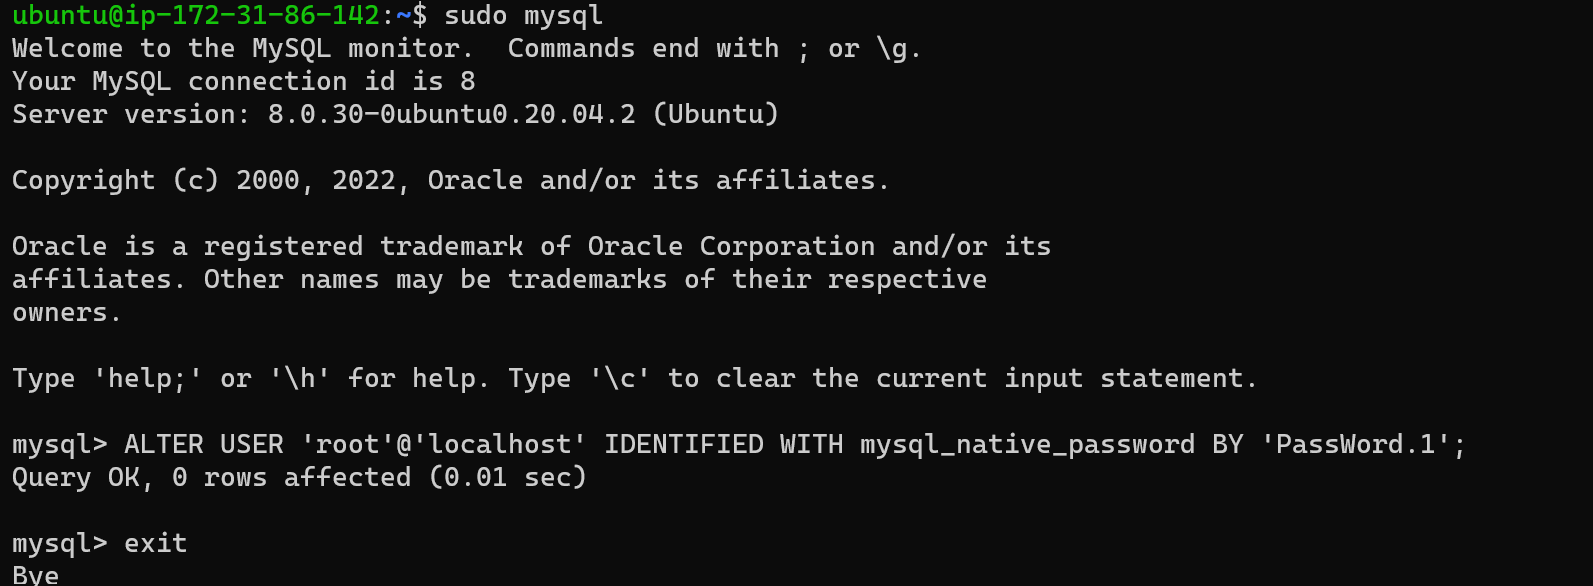 ubuntu@ip-172-31-86-142:~$ sudo mysql
Welcome to the MySQL monitor.  Commands end with ; or \g.
Your MySQL connection id is 8
Server version: 8.0.30-0ubuntu0.20.04.2 (Ubuntu)
Copyright (c) 2000, 2022, Oracle and/or its affiliates.
Oracle is a registered trademark of Oracle Corporation and/or its
affiliates. Other names may be trademarks of their respective
owners.
Type 'help;' or '\h' for help. Type '\c' to clear the current input statement.
mysql> ALTER USER 'root'@'localhost' IDENTIFIED WITH mysql_native_password BY 'PassWord.1';
Query OK, 0 rows affected (0.01 sec)
mysql> exit
Bye